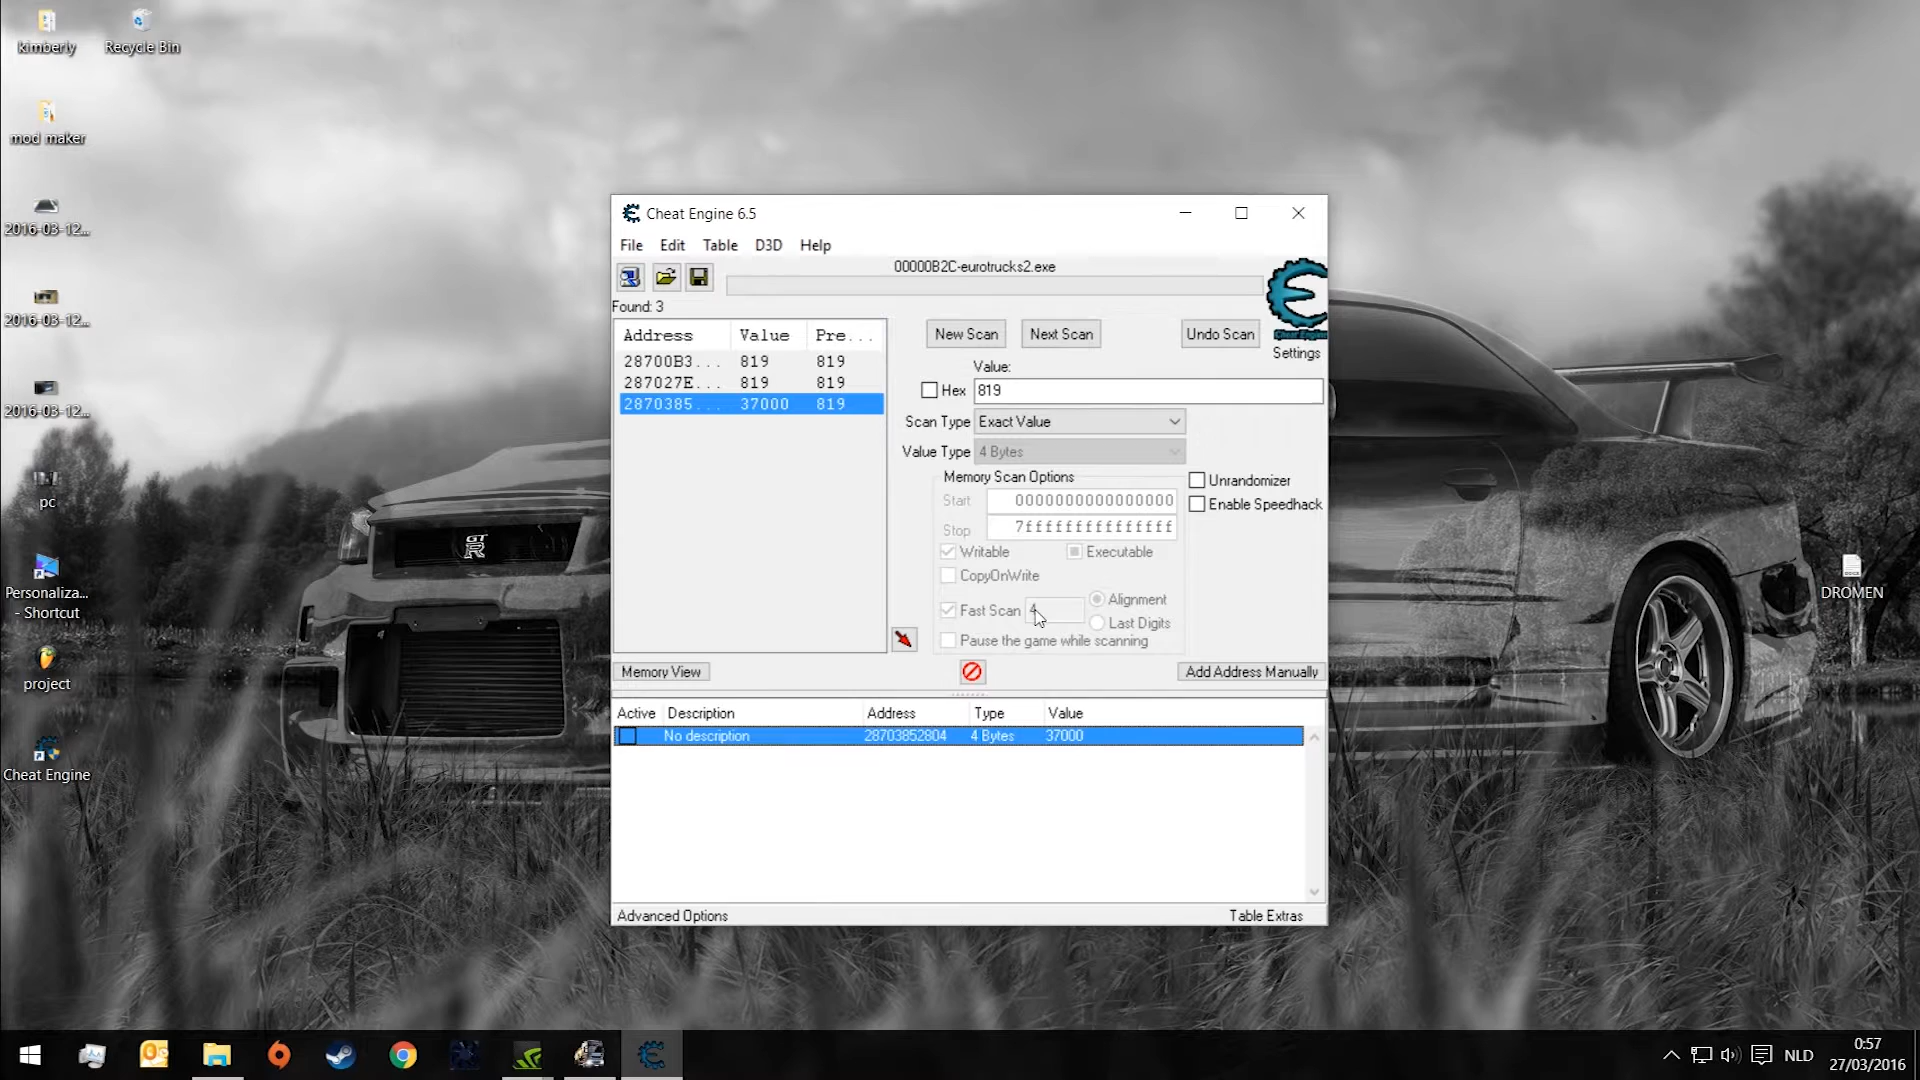 kimberly
Recycle Bin
mod maker
2016-03-12...
2016-03-12...
2016-03-12...
pc
Personaliza...
- Shortcut
project
Cheat Engine
DROMEN
Cheat Engine 6.5
File Edit Table D3D Help
00000B2C-eurotrucks2.exe
Found: 3
Address Value Pre...
28700B3... 819 819
287027E... 819 819
2870385... 37000 819
New Scan Next Scan Undo Scan
Cheat Engine
Settings
Value:
Hex 819
Scan Type Exact Value
Value Type 4 Bytes
Memory Scan Options
Start 0000000000000000
Stop 7fffffffffffffff
Writable Executable
CopyOnWrite
Fast Scan 4 Alignment
Last Digits
Pause the game while scanning
Unrandomizer
Enable Speedhack
Memory View Add Address Manually
Active Description Address Type Value
No description 28703852804 4 Bytes 37000
Advanced Options Table Extras
NLD
0:57
27/03/2016